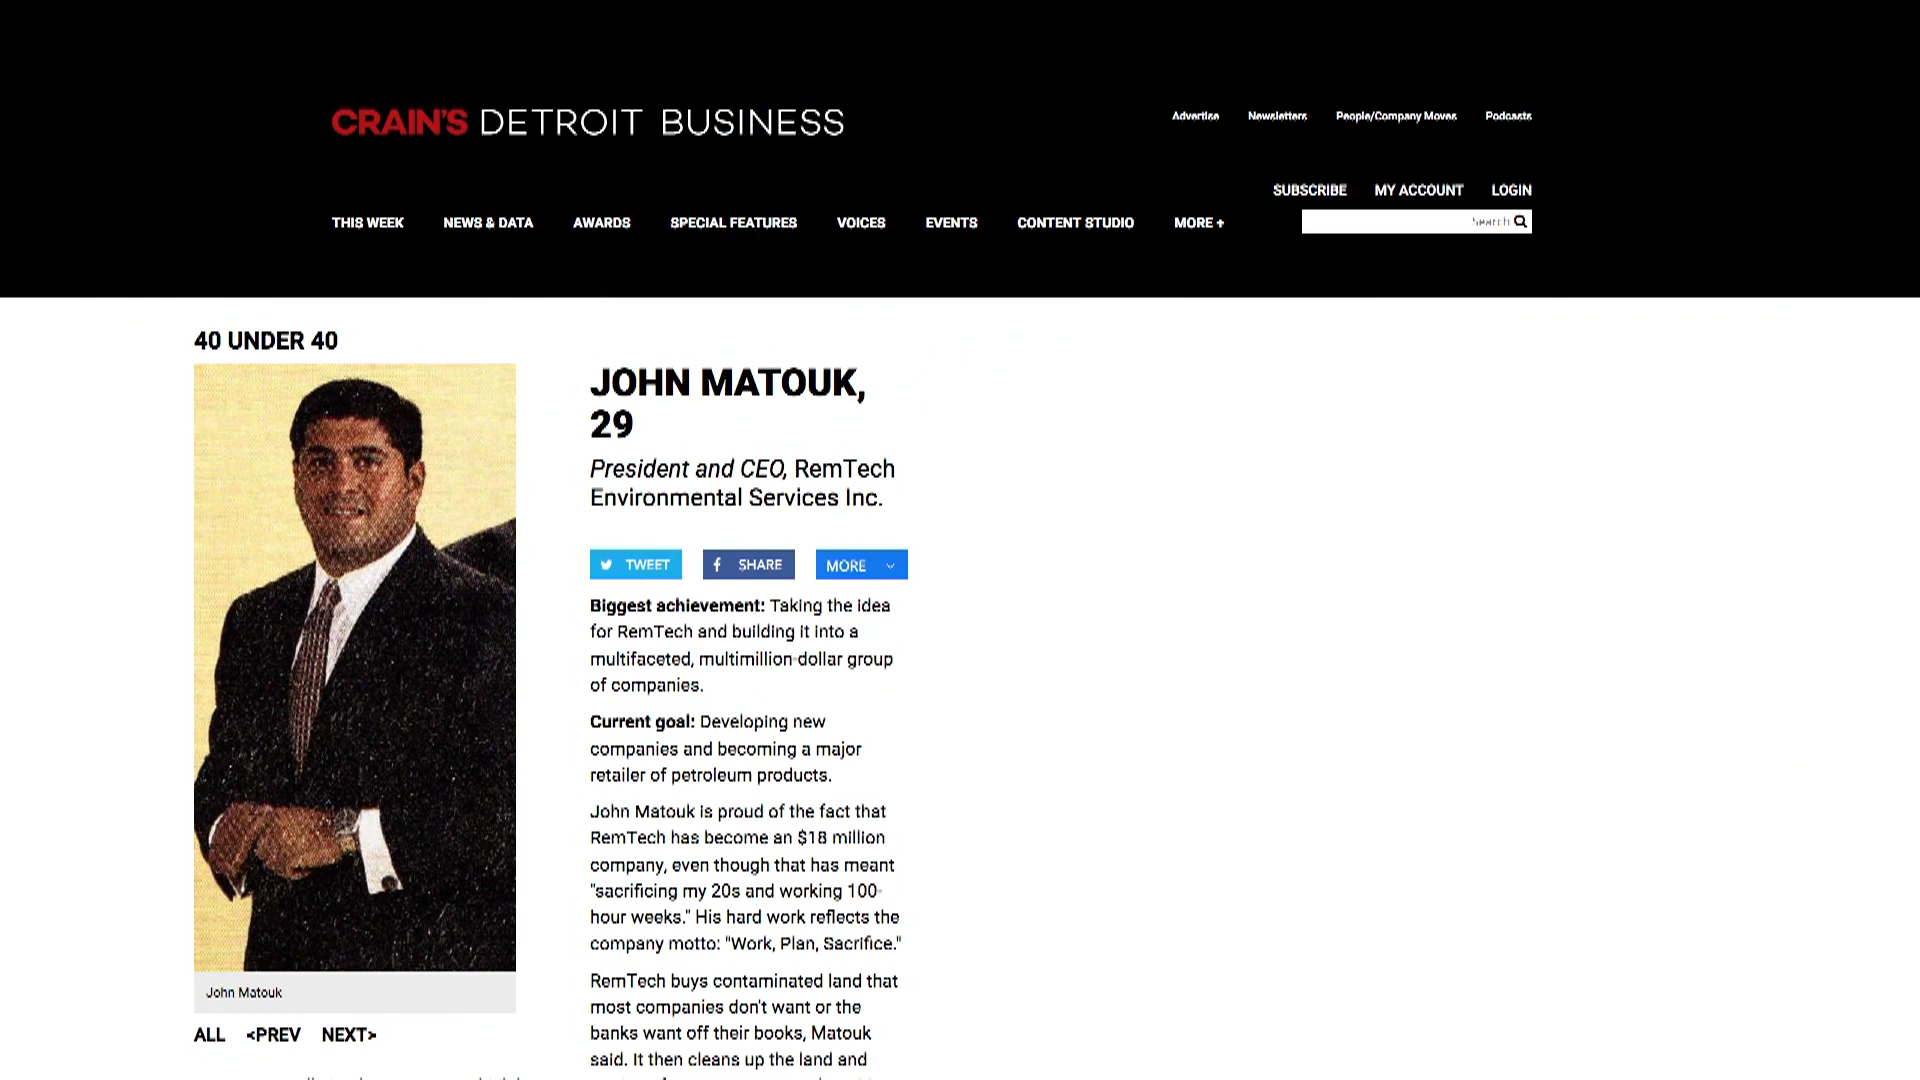 CRAIN'S DETROIT BUSINESS
Advertise Newsletters People/Company Moves Podcasts
SUBSCRIBE MY ACCOUNT LOGIN
THIS WEEK NEWS & DATA AWARDS SPECIAL FEATURES VOICES EVENTS CONTENT STUDIO MORE +
Search
40 UNDER 40
JOHN MATOUK,
29
President and CEO, RemTech
Environmental Services Inc.
TWEET SHARE MORE
Biggest achievement: Taking the idea
for RemTech and building it into a
multifaceted, multimillion-dollar group
of companies.
Current goal: Developing new
companies and becoming a major
retailer of petroleum products.
John Matouk is proud of the fact that
RemTech has become an $18 million
company, even though that has meant
"sacrificing my 20s and working 100-
hour weeks." His hard work reflects the
company motto: "Work, Plan, Sacrifice."
RemTech buys contaminated land that
most companies don't want or the
banks want off their books, Matouk
said. It then cleans up the land and
John Matouk
ALL <PREV NEXT>